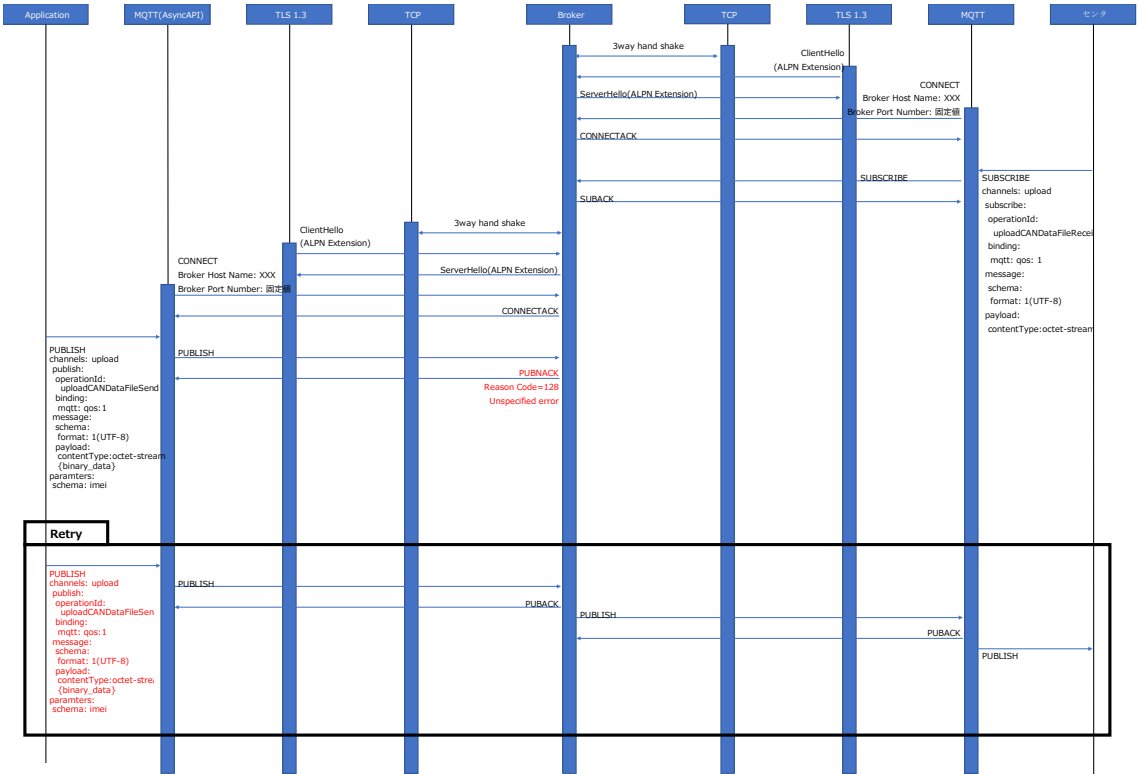 Application
MQTT(AsyncAPI)
TLS 1.3
TCP
Broker
TCP
TLS 1.3
MQTT
センタ
3way hand shake
ClientHello
(ALPN Extension)
ServerHello(ALPN Extension)
CONNECT
Broker Host Name: XXX
Broker Port Number: 固定値
CONNECTACK
SUBSCRIBE
SUBSCRIBE
channels: upload
subscribe:
operationId:
uploadCANDataFileRecei
binding:
mqtt: qos: 1
message:
schema:
format: 1(UTF-8)
payload:
contentType:octet-stream
SUBACK
3way hand shake
ClientHello
(ALPN Extension)
ServerHello(ALPN Extension)
CONNECT
Broker Host Name: XXX
Broker Port Number: 固定値
CONNECTACK
PUBLISH
channels: upload
publish:
operationId:
uploadCANDataFileSend
binding:
mqtt: qos:1
message:
schema:
format: 1(UTF-8)
payload:
contentType:octet-stream
{binary_data}
paramters:
schema: imei
PUBLISH
PUBNACK
Reason Code=128
Unspecified error
Retry
PUBLISH
channels: upload
publish:
operationId:
uploadCANDataFileSen
binding:
mqtt: qos:1
message:
schema:
format: 1(UTF-8)
payload:
contentType:octet-strea
{binary_data}
paramters:
schema: imei
PUBLISH
PUBACK
PUBLISH
PUBACK
PUBLISH